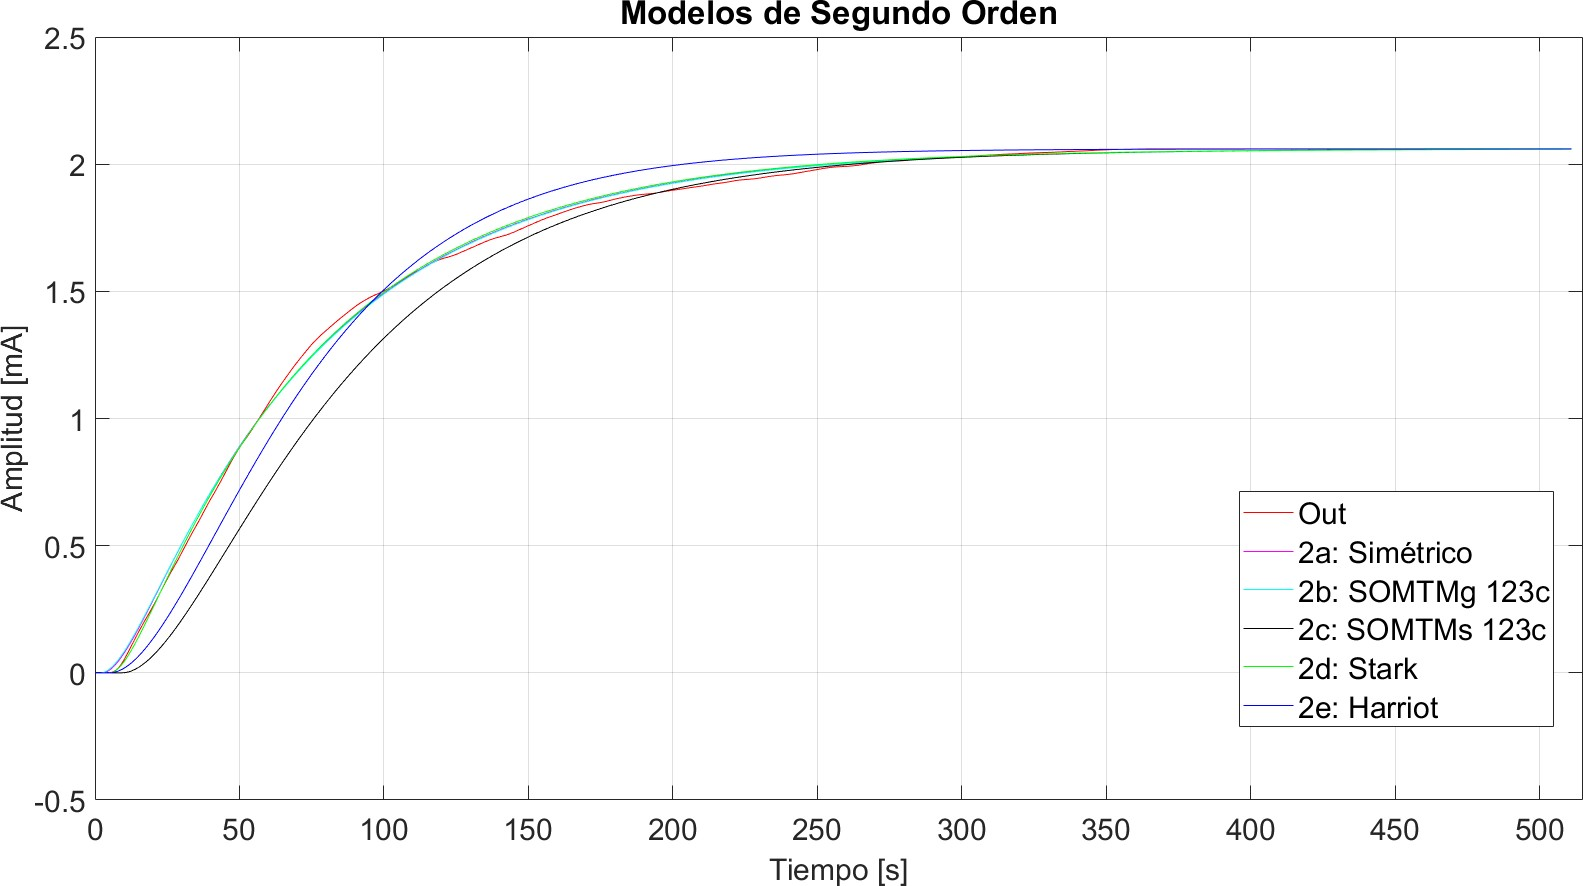 Modelos de Segundo Orden
2.5
2
1.5
1
0.5
0
-0.5
Amplitud [mA]
0 50 100 150 200 250 300 350 400 450 500
Tiempo [s]
Out
2a: Simétrico
2b: SOMTMg 123c
2c: SOMTMs 123c
2d: Stark
2e: Harriot